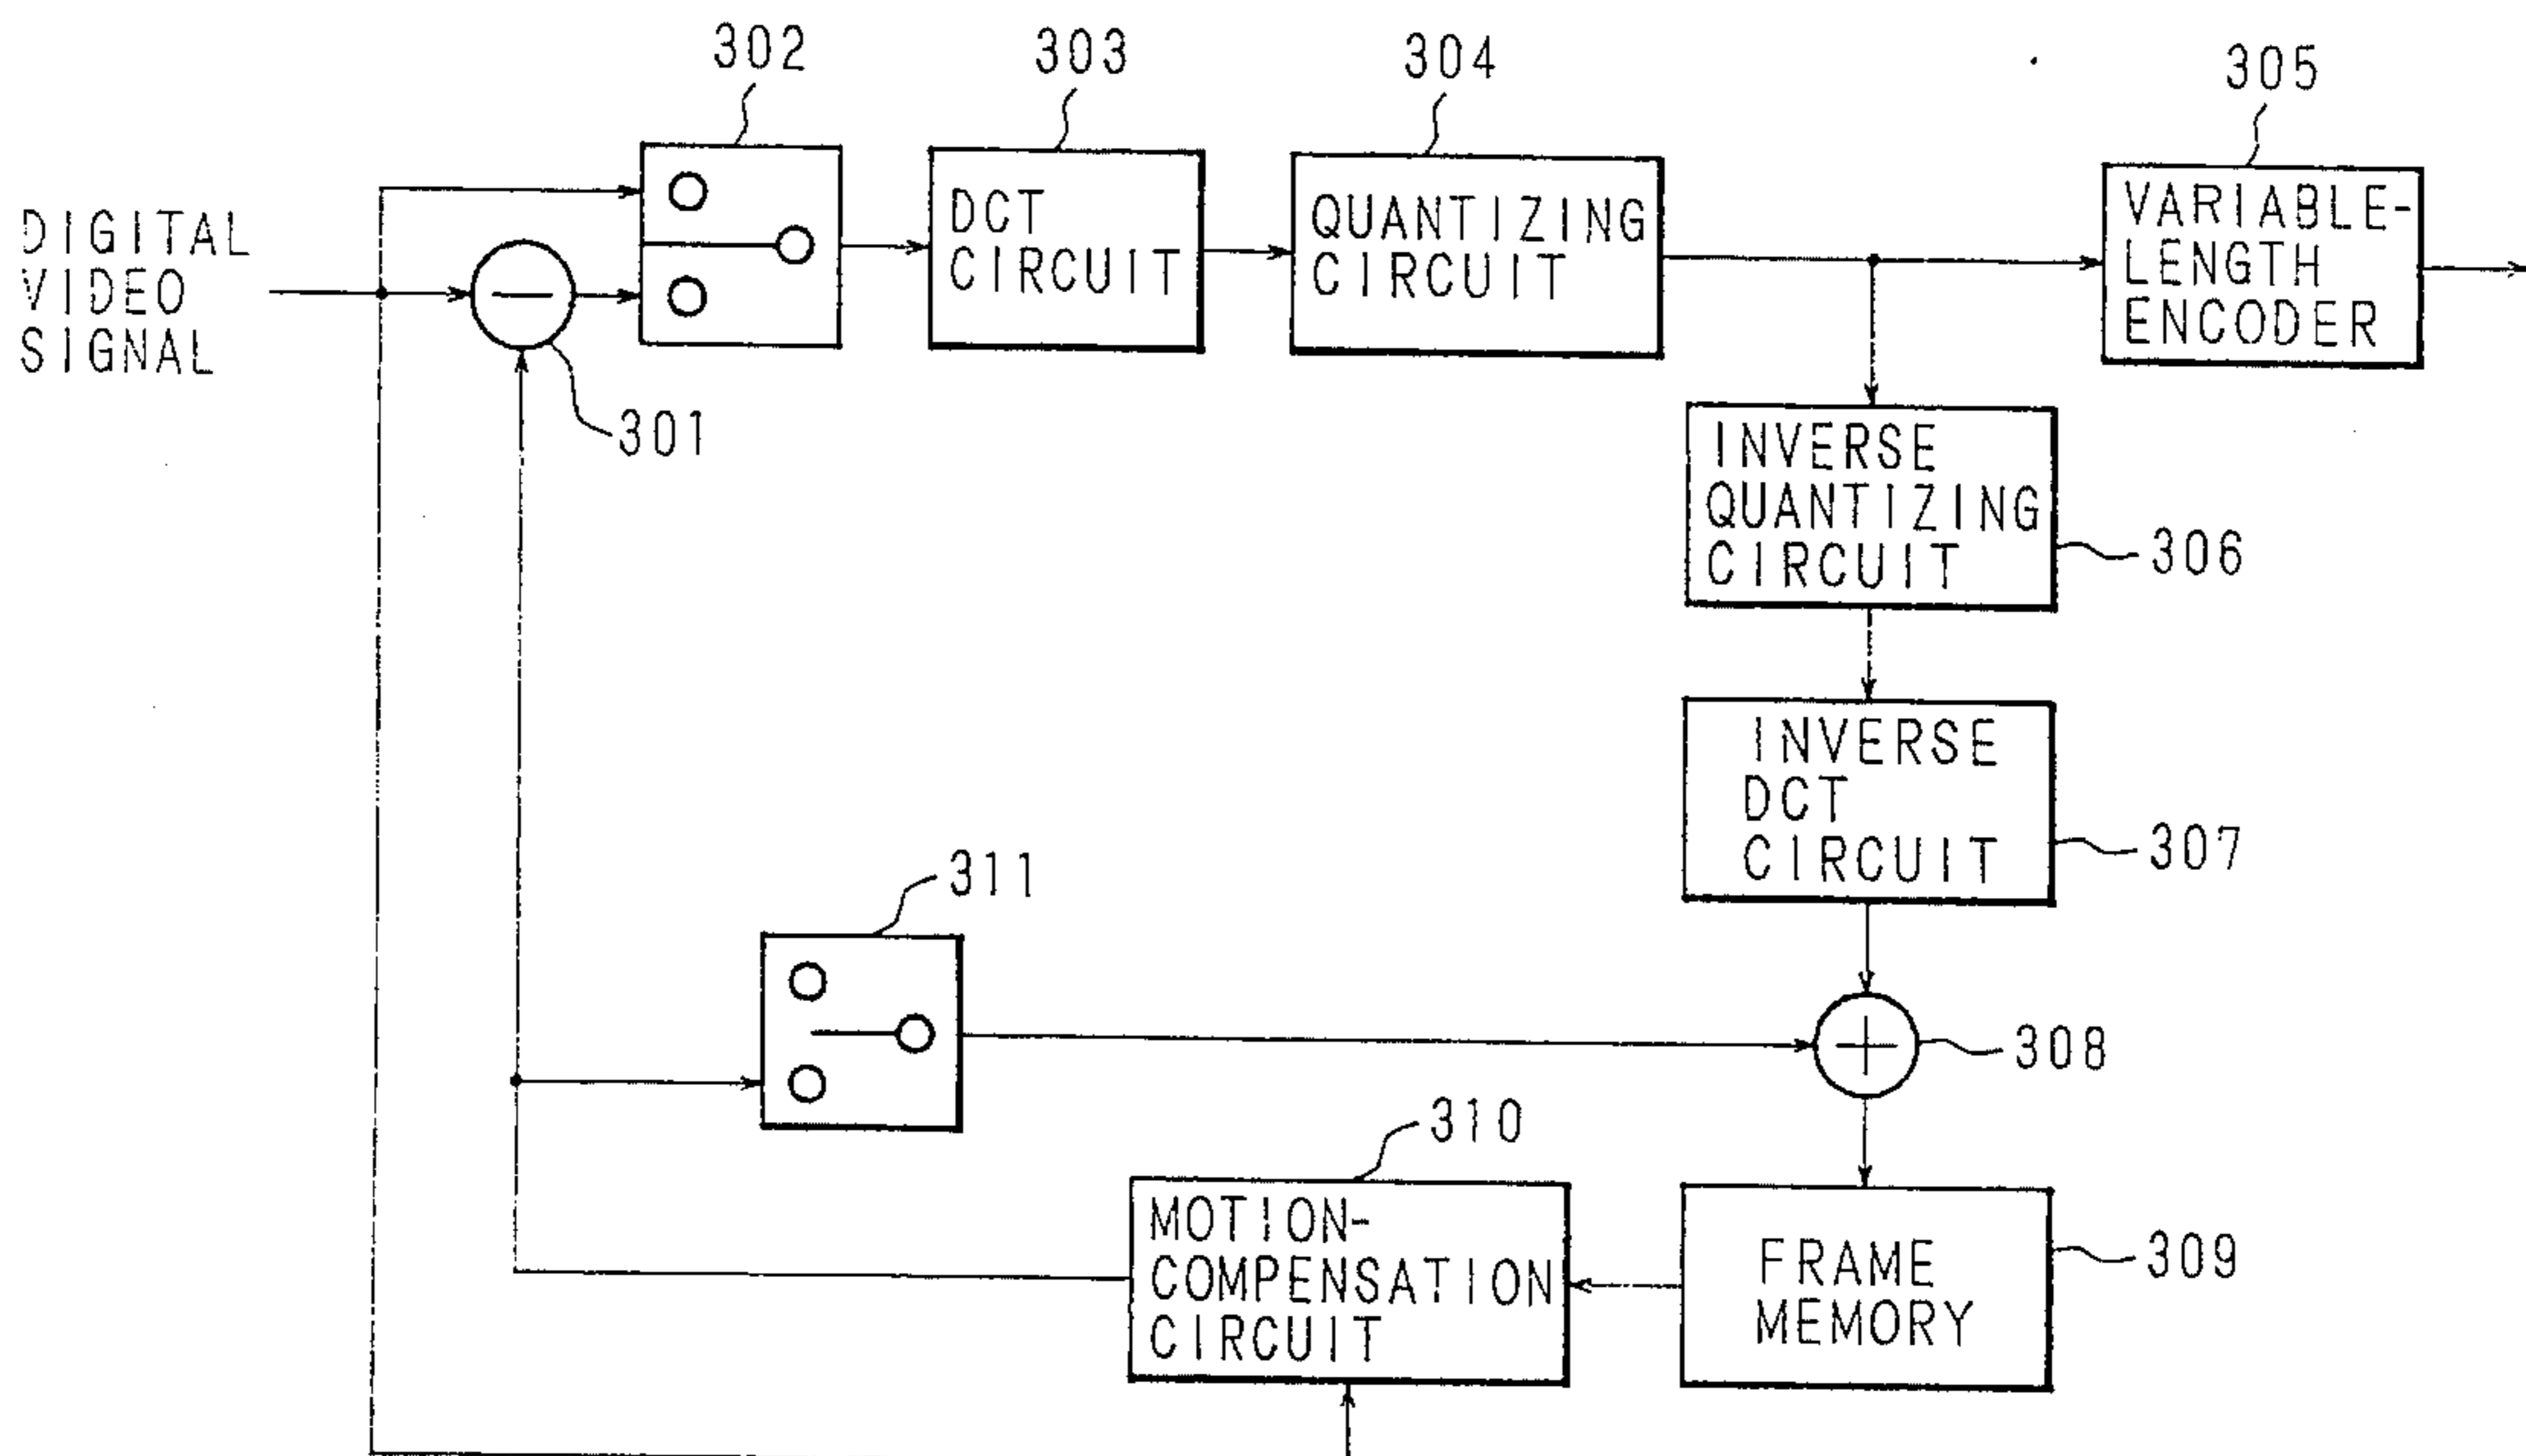 302
303
304
305
DIGITAL
VIDEO
SIGNAL
DCT
CIRCUIT
QUANTIZING
CIRCUIT
VARIABLE-
LENGTH
ENCODER
301
INVERSE
QUANTIZING
CIRCUIT
306
INVERSE
DCT
CIRCUIT
307
311
308
310
MOTION-
COMPENSATION
CIRCUIT
FRAME
MEMORY
309